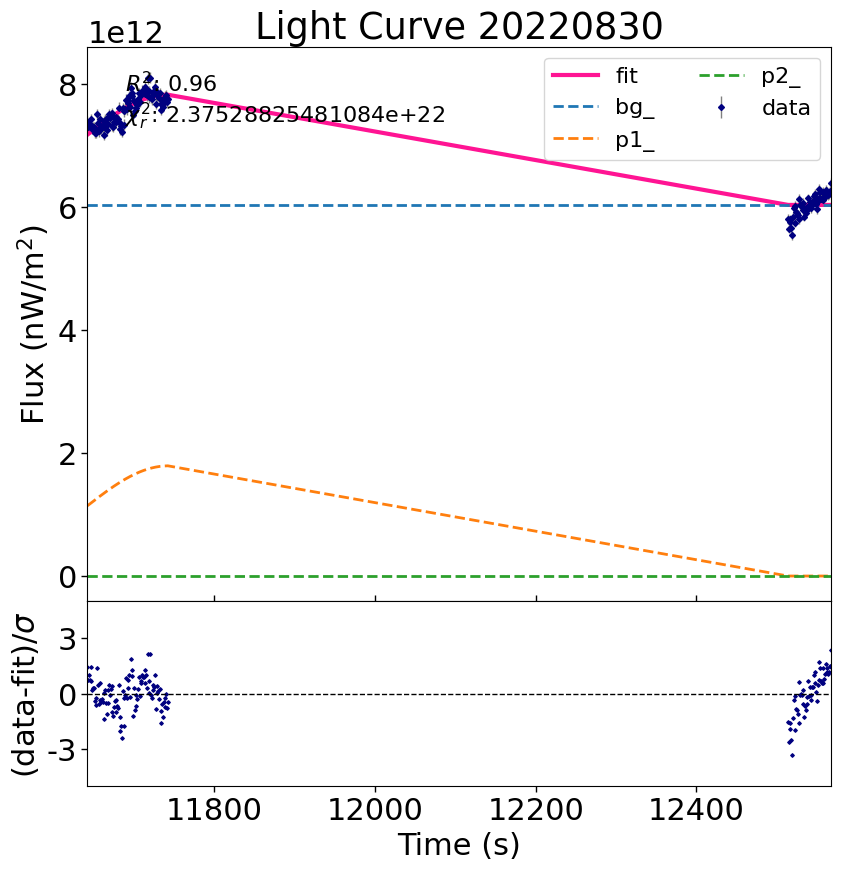 Light Curve 20220830
1e12
R²: 0.96
χ²ᵣ: 2.375288825481084e+22
fit
bg_
p1_
p2_
data
Flux (nW/m²)
8
6
4
2
0
(data-fit)/σ
3
0
-3
11800 12000 12200 12400
Time (s)